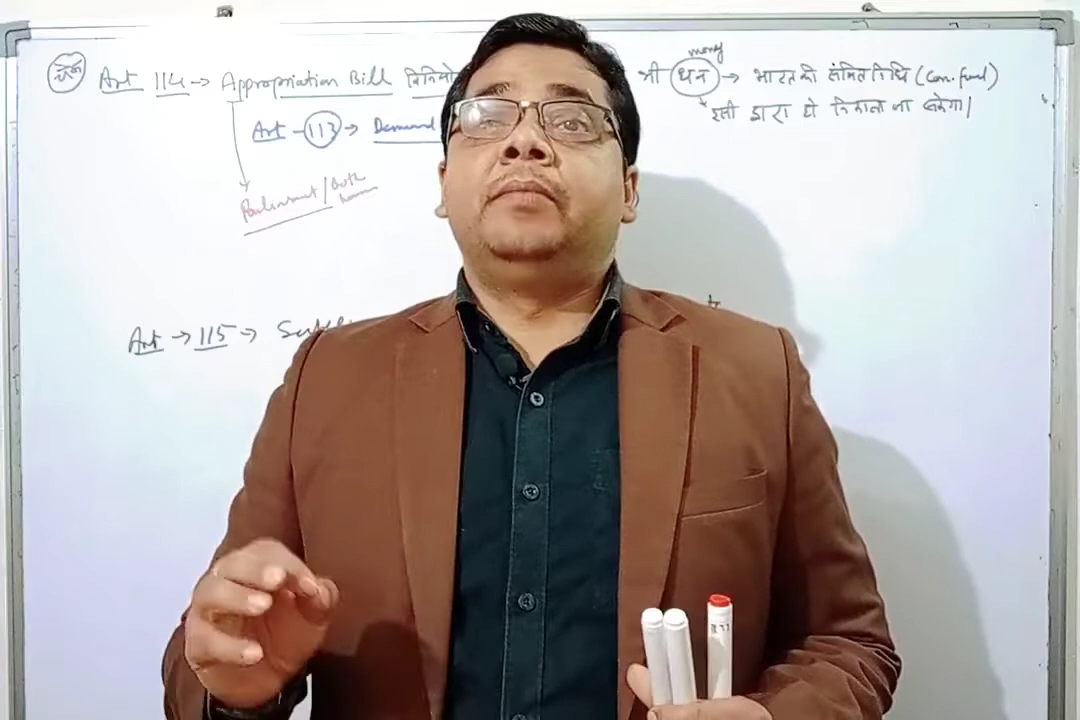 Art 114 → Appropriation Bill विनियो
Art - 113 → Demand
Parliament / Both
Art → 115 →
money
भी धन → भारत की संचित निधि (Con. fund)
इसी द्वारा ही निकाला जा सकेगा।